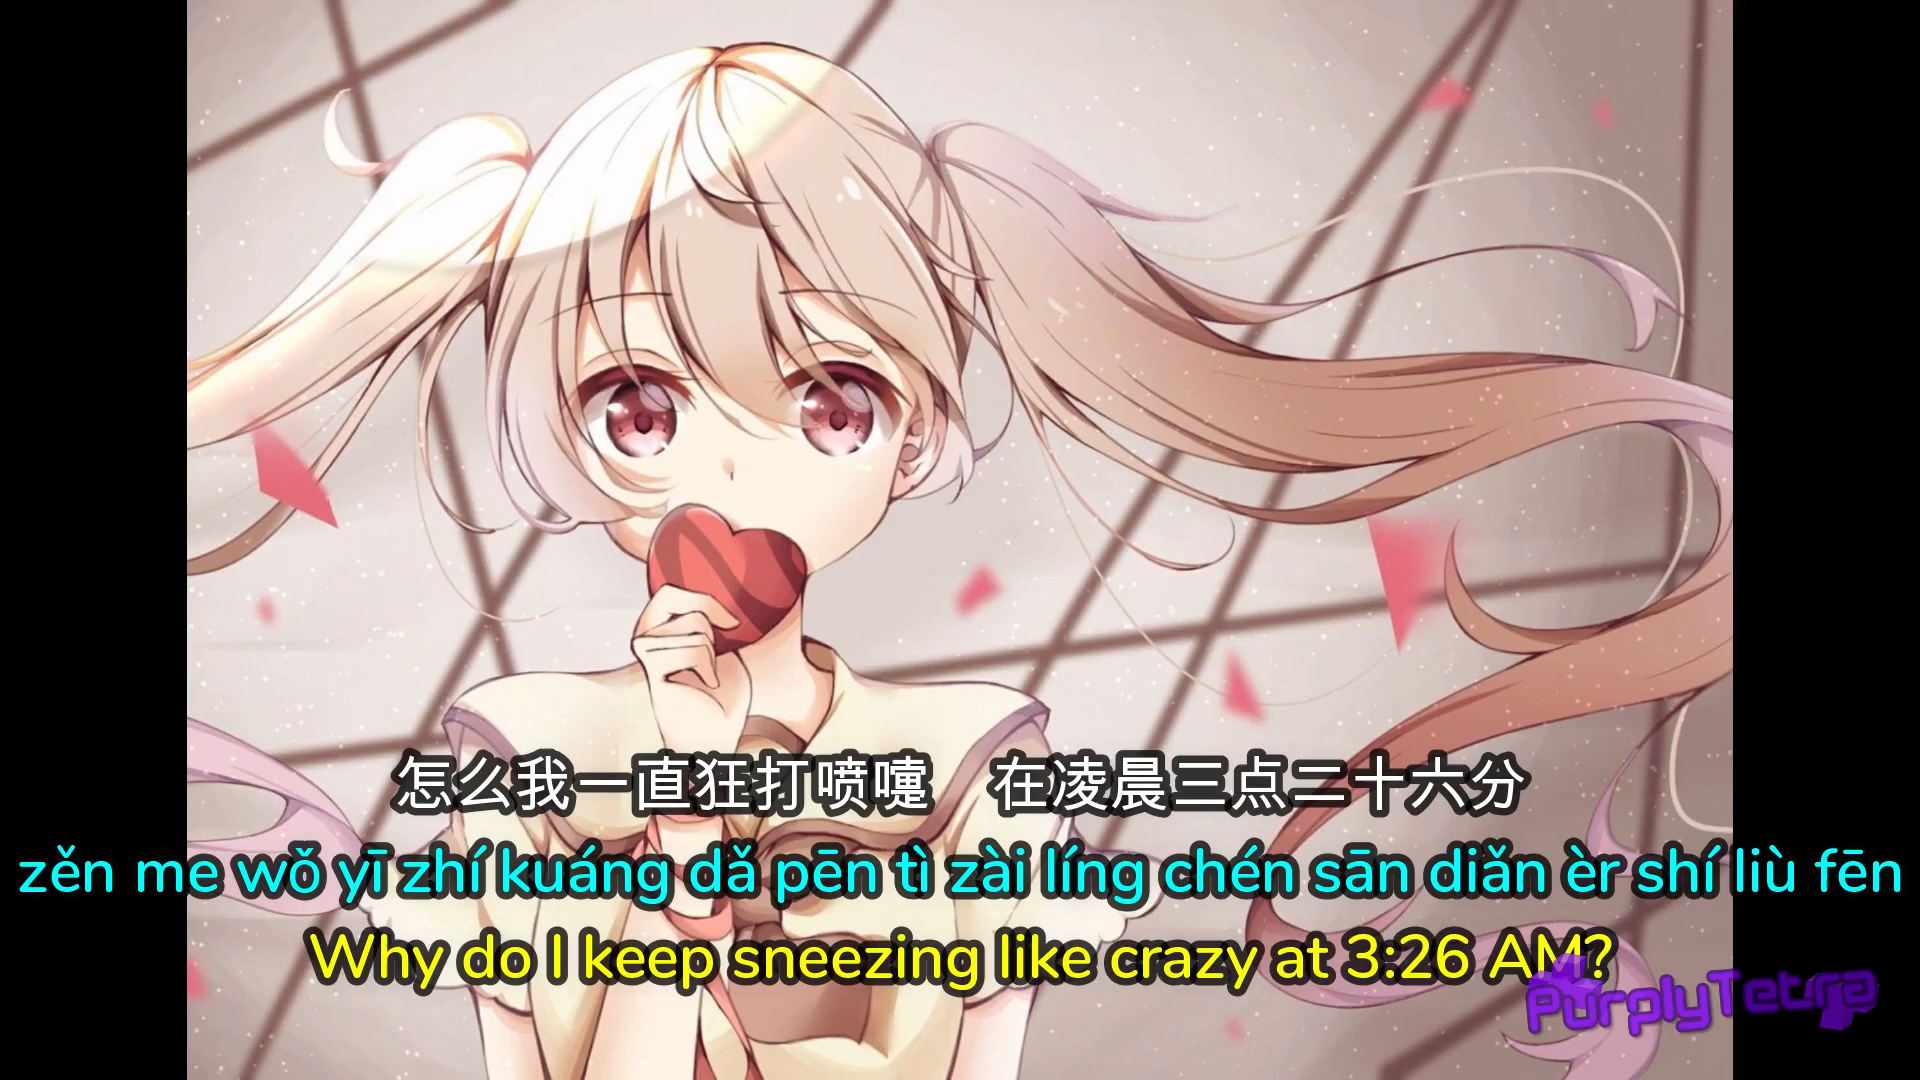 怎么我一直狂打喷嚏 在凌晨三点二十六分
zěn me wǒ yī zhí kuáng dǎ pēn tì zài líng chén sān diǎn èr shí liù fēn
Why do I keep sneezing like crazy at 3:26 AM?
PurplyTetra